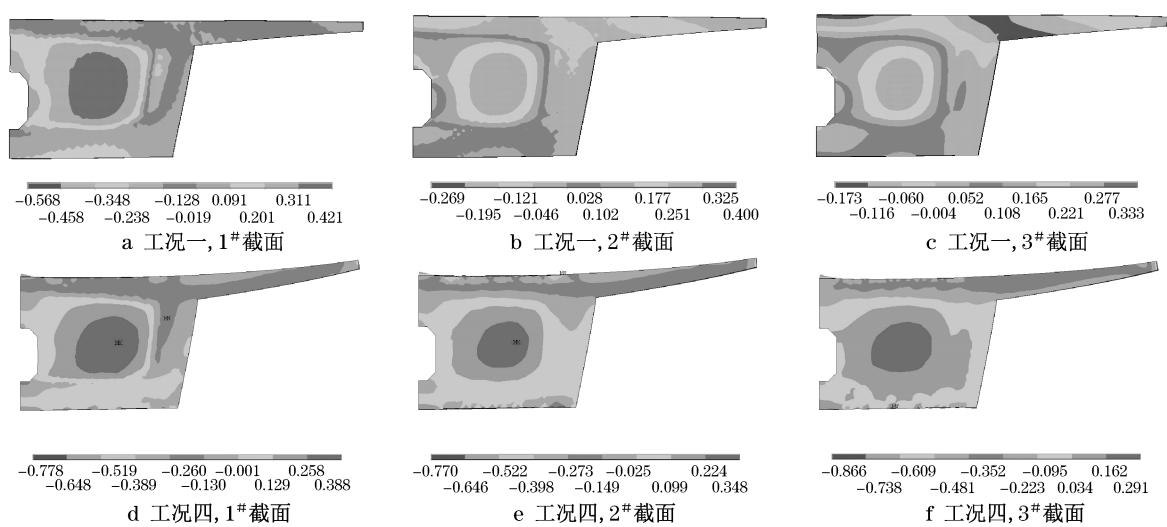 -0.568 -0.348 -0.128 0.091 0.311
-0.458 -0.238 -0.019 0.201 0.421
a 工况一,1#截面
-0.269 -0.121 0.028 0.177 0.325
-0.195 -0.046 0.102 0.251 0.400
b 工况一,2#截面
-0.173 -0.060 0.052 0.165 0.277
-0.116 -0.004 0.108 0.221 0.333
c 工况一,3#截面
-0.778 -0.519 -0.260 -0.001 0.258
-0.648 -0.389 -0.130 0.129 0.388
d 工况四,1#截面
-0.770 -0.522 -0.273 -0.025 0.224
-0.646 -0.398 -0.149 0.099 0.348
e 工况四,2#截面
-0.866 -0.609 -0.352 -0.095 0.162
-0.738 -0.481 -0.223 0.034 0.291
f 工况四,3#截面